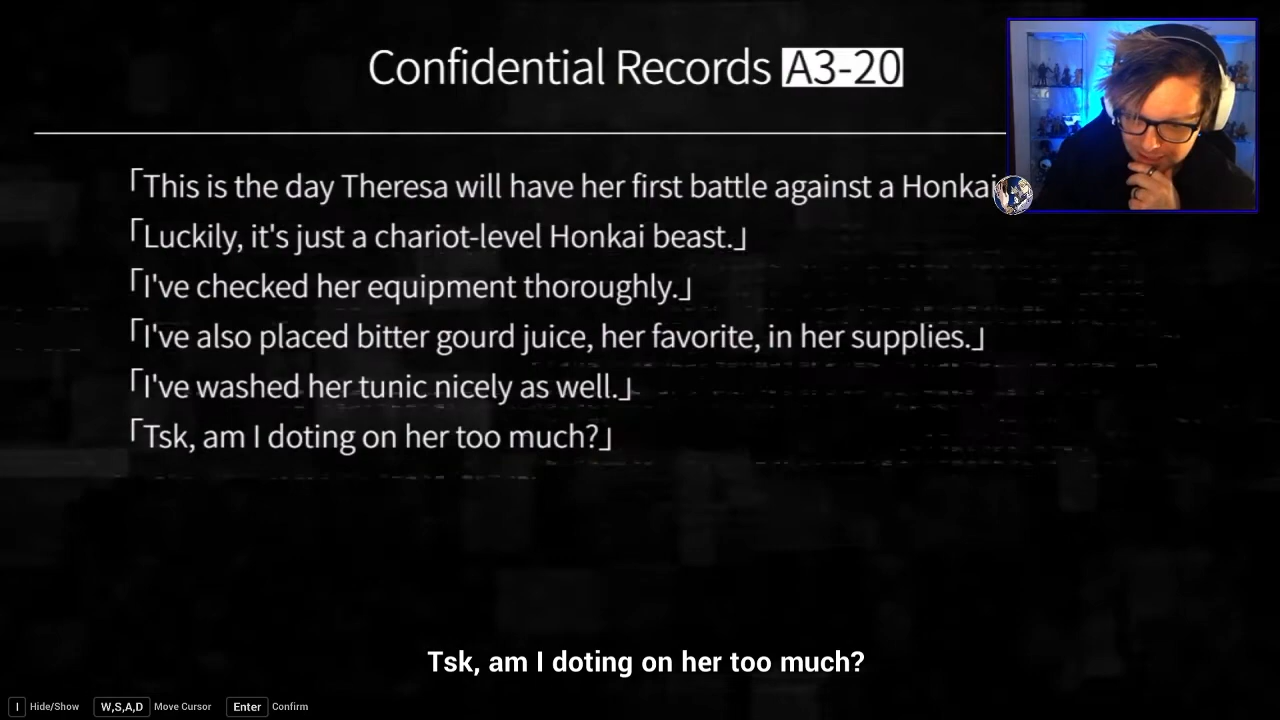 Confidential Records A3-20
「This is the day Theresa will have her first battle against a Honkai
「Luckily, it's just a chariot-level Honkai beast.」
「I've checked her equipment thoroughly.」
「I've also placed bitter gourd juice, her favorite, in her supplies.」
「I've washed her tunic nicely as well.」
「Tsk, am I doting on her too much?」
Tsk, am I doting on her too much?
I Hide/Show W,S,A,D Move Cursor Enter Confirm